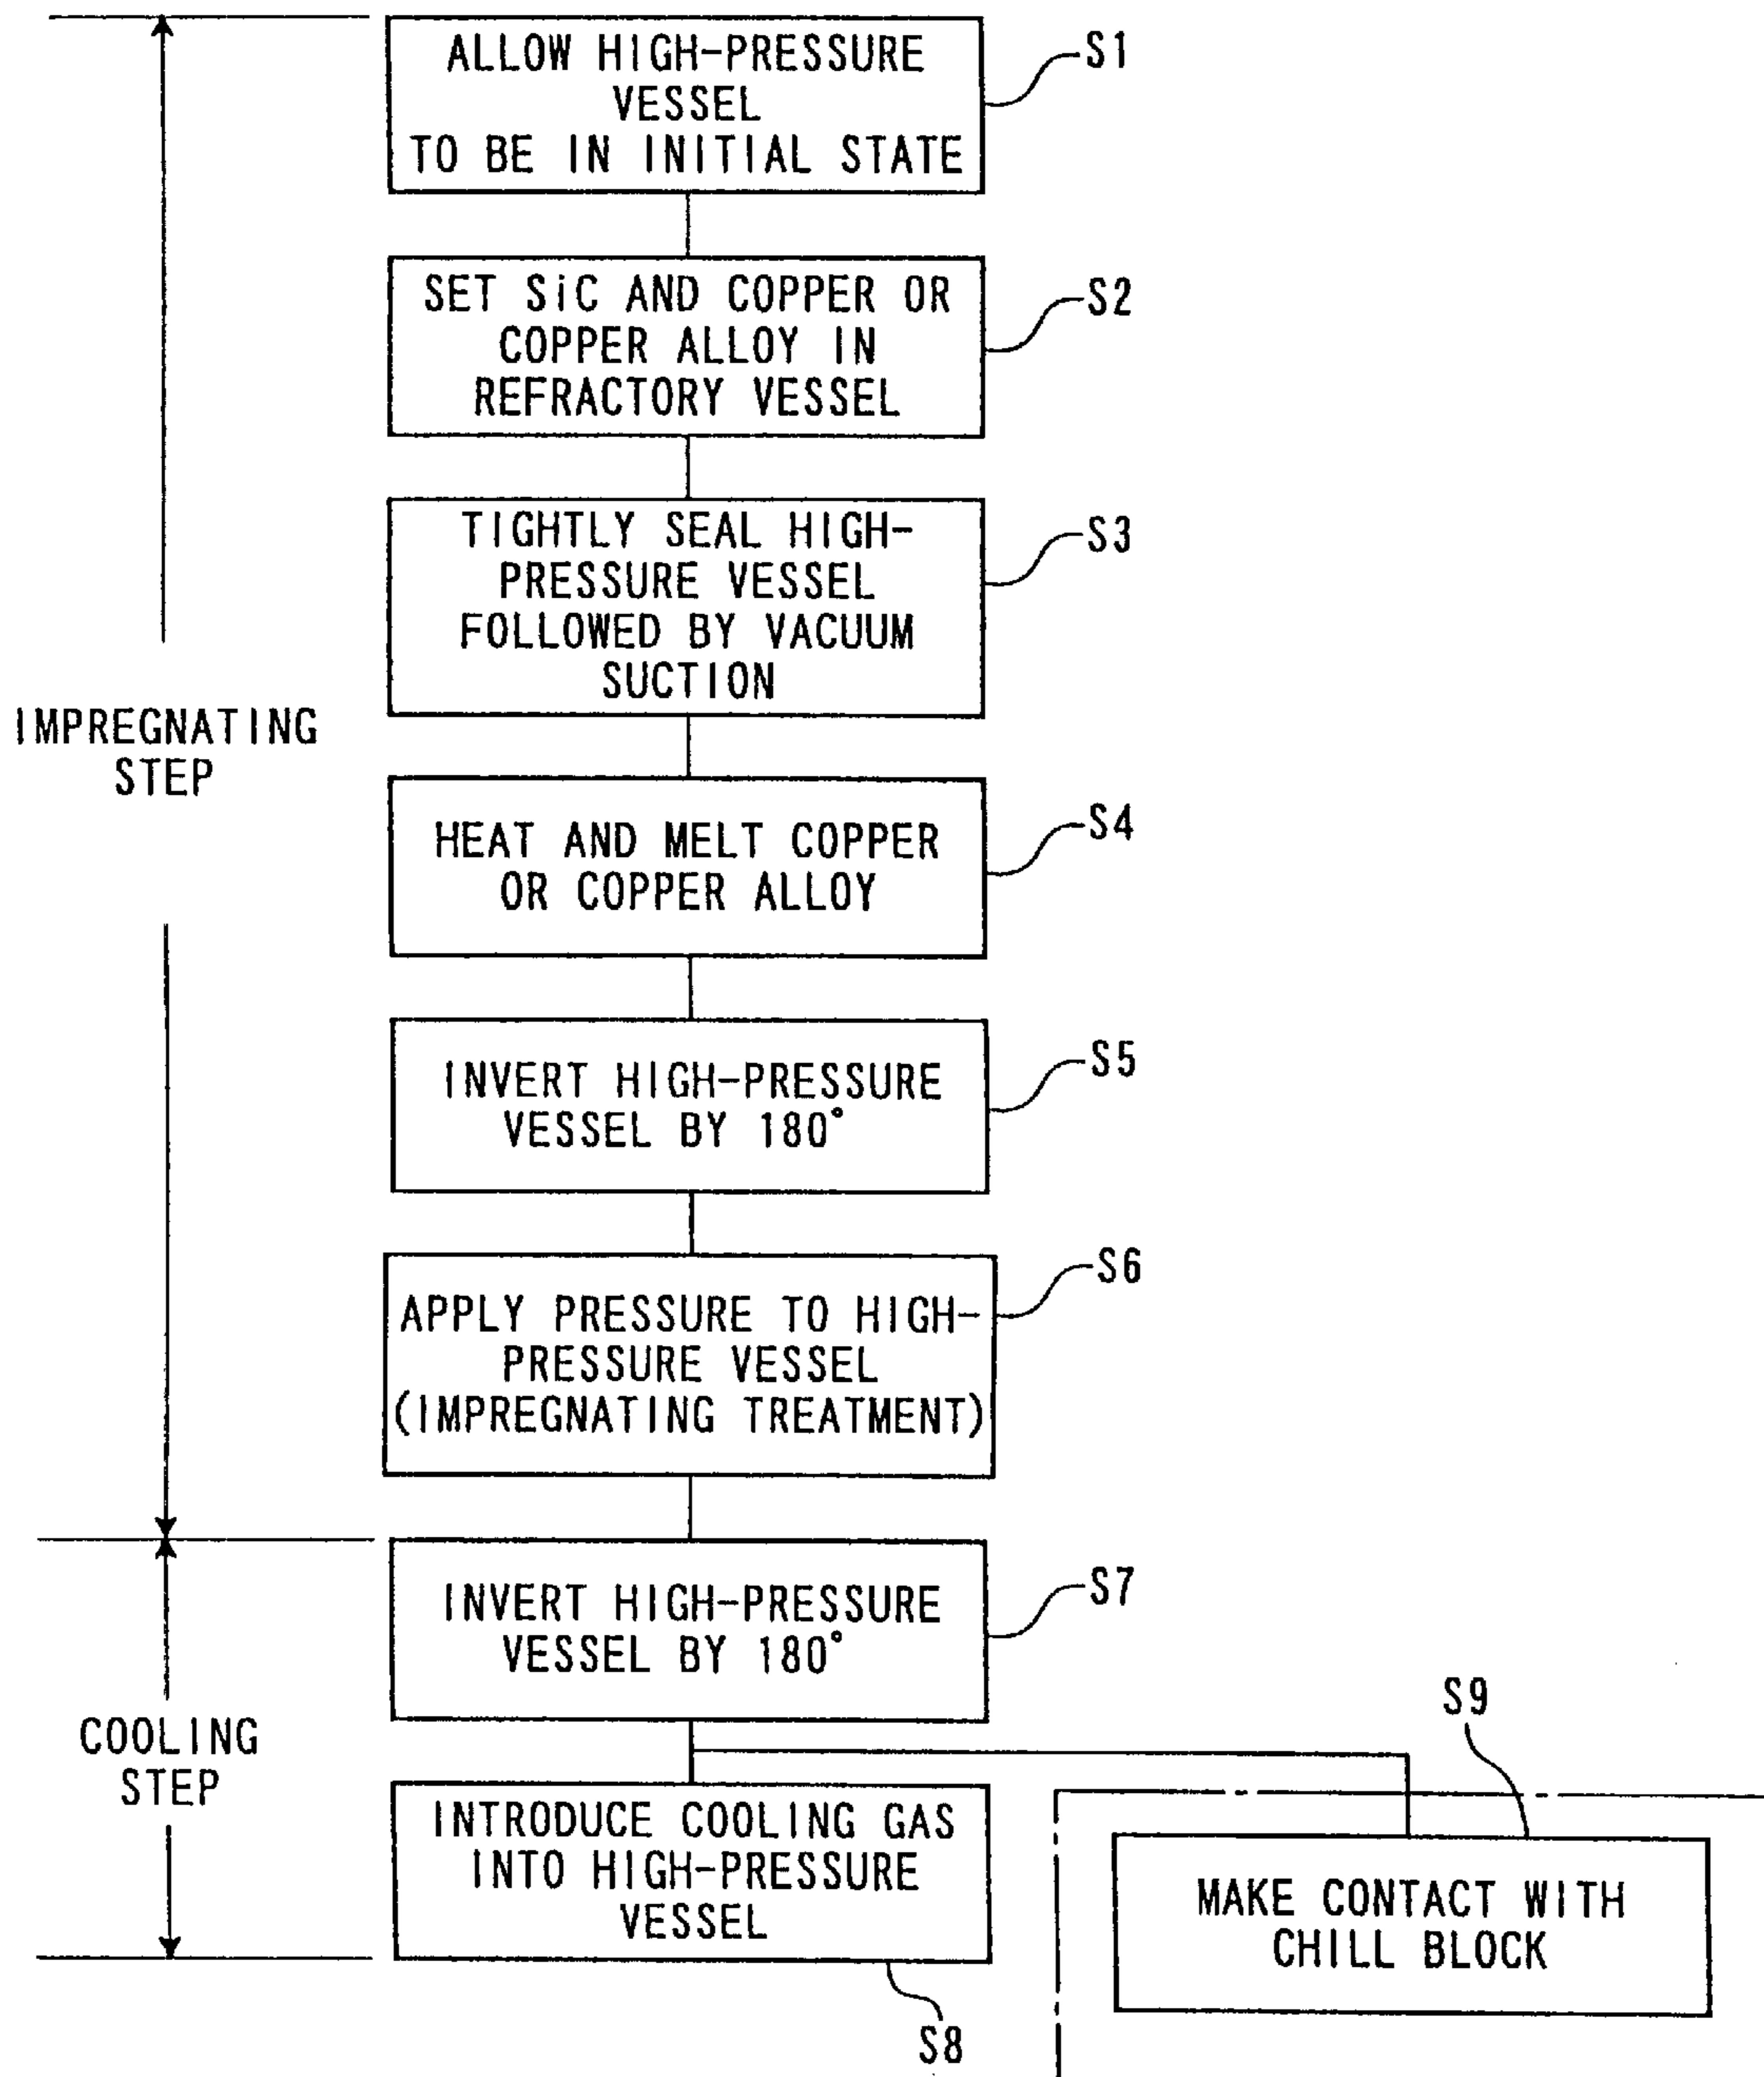 ALLOW HIGH-PRESSURE
VESSEL
TO BE IN INITIAL STATE
S1
SET SiC AND COPPER OR
COPPER ALLOY IN
REFRACTORY VESSEL
S2
TIGHTLY SEAL HIGH-
PRESSURE VESSEL
FOLLOWED BY VACUUM
SUCTION
S3
IMPREGNATING
STEP
HEAT AND MELT COPPER
OR COPPER ALLOY
S4
INVERT HIGH-PRESSURE
VESSEL BY 180°
S5
APPLY PRESSURE TO HIGH-
PRESSURE VESSEL
(IMPREGNATING TREATMENT)
S6
INVERT HIGH-PRESSURE
VESSEL BY 180°
S7
COOLING
STEP
INTRODUCE COOLING GAS
INTO HIGH-PRESSURE
VESSEL
S8
S9
MAKE CONTACT WITH
CHILL BLOCK